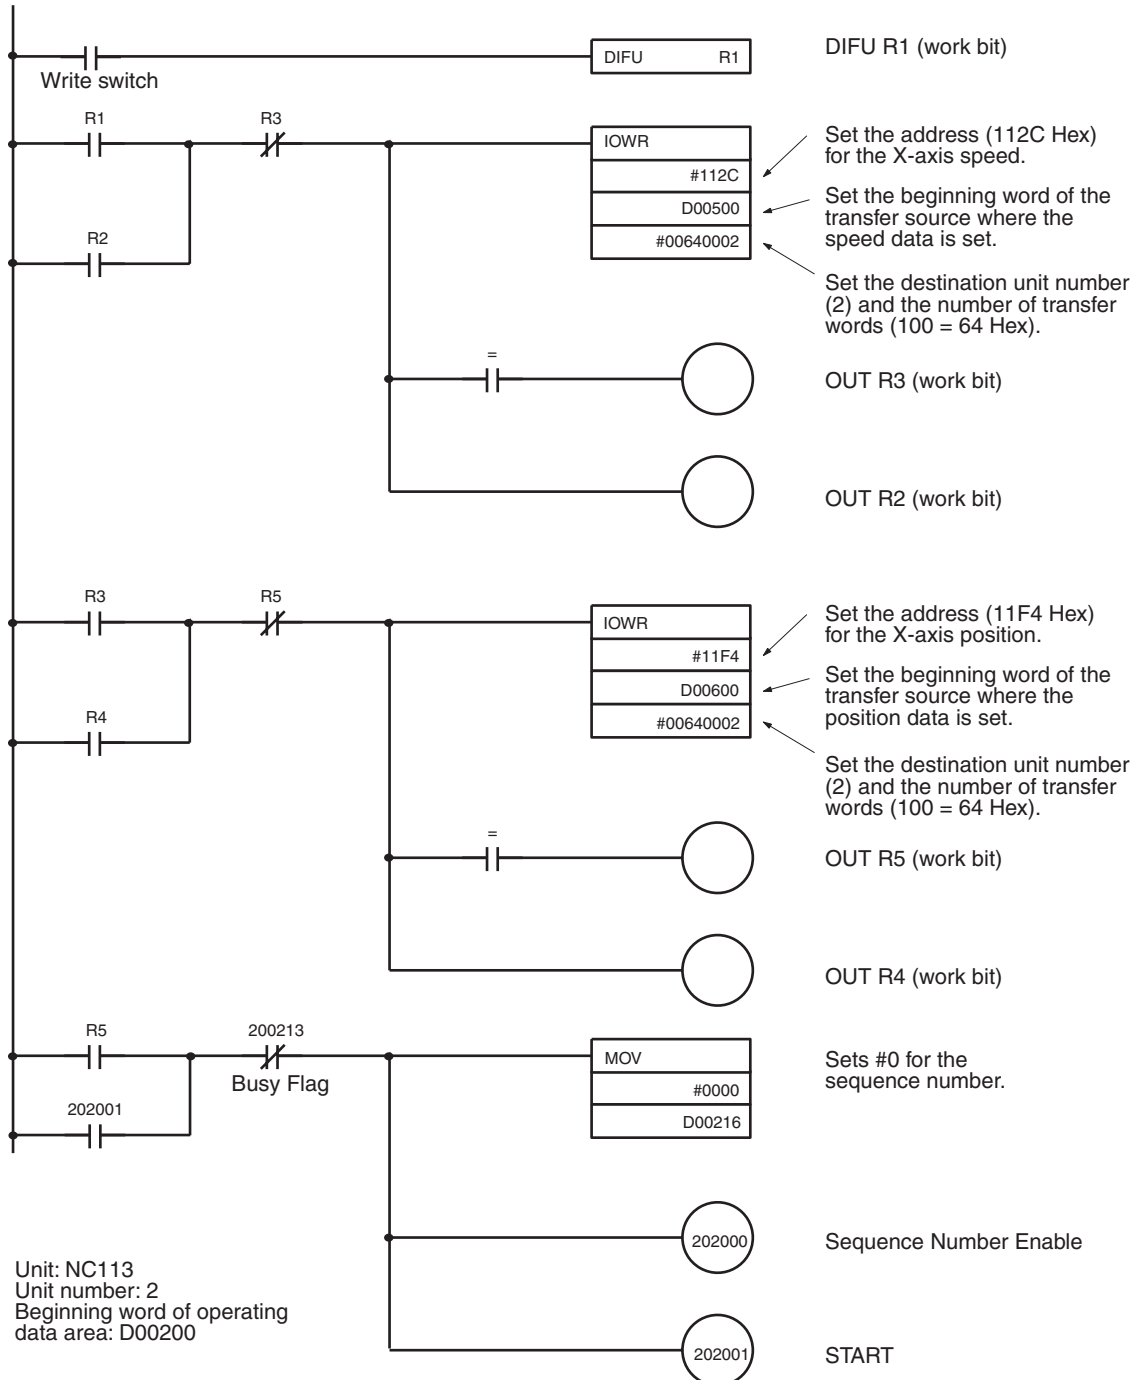 DIFU R1
DIFU R1 (work bit)
Write switch
R1
R3
IOWR
#112C
D00500
#00640002
Set the address (112C Hex)
for the X-axis speed.
Set the beginning word of the
transfer source where the
speed data is set.
Set the destination unit number
(2) and the number of transfer
words (100 = 64 Hex).
R2
=
OUT R3 (work bit)
OUT R2 (work bit)
R3
R5
IOWR
#11F4
D00600
#00640002
Set the address (11F4 Hex)
for the X-axis position.
Set the beginning word of the
transfer source where the
position data is set.
Set the destination unit number
(2) and the number of transfer
words (100 = 64 Hex).
R4
=
OUT R5 (work bit)
OUT R4 (work bit)
R5
200213
Busy Flag
MOV
#0000
D00216
Sets #0 for the
sequence number.
202001
202000
Sequence Number Enable
Unit: NC113
Unit number: 2
Beginning word of operating
data area: D00200
202001
START